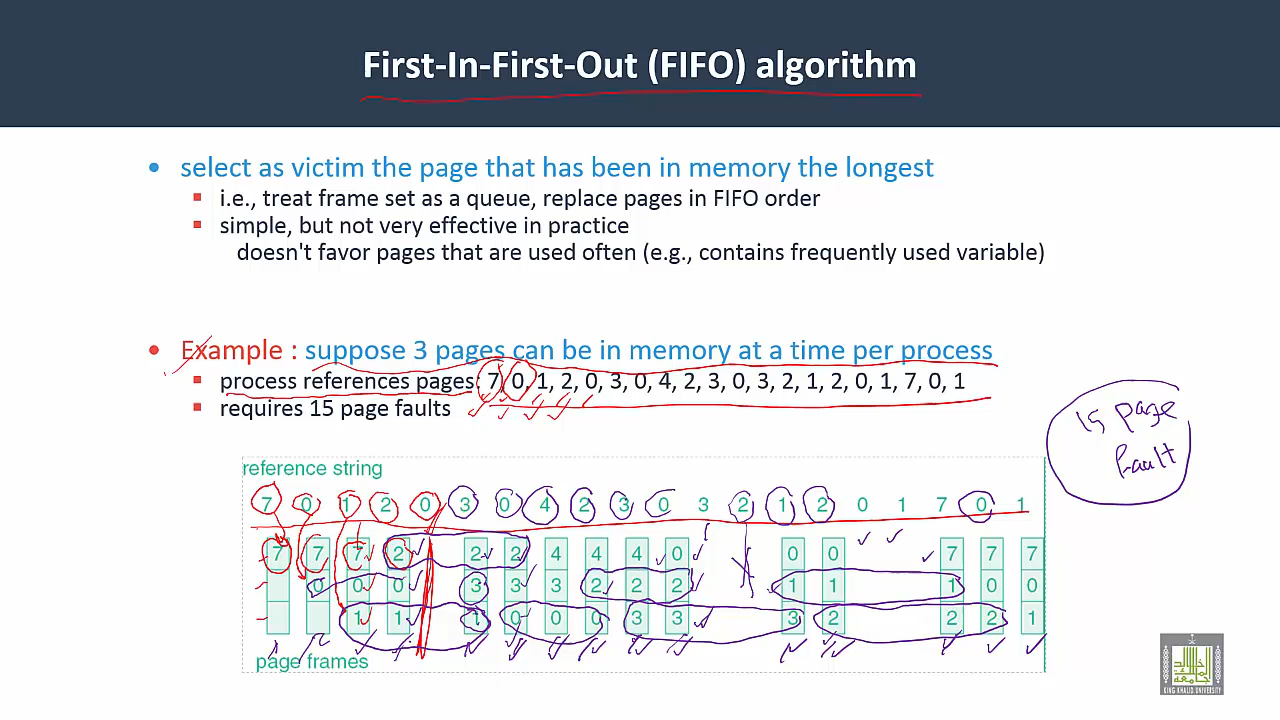 First-In-First-Out (FIFO) algorithm
• select as victim the page that has been in memory the longest
▪ i.e., treat frame set as a queue, replace pages in FIFO order
▪ simple, but not very effective in practice
doesn't favor pages that are used often (e.g., contains frequently used variable)
• Example : suppose 3 pages can be in memory at a time per process
▪ process references pages: 7, 0, 1, 2, 0, 3, 0, 4, 2, 3, 0, 3, 2, 1, 2, 0, 1, 7, 0, 1
▪ requires 15 page faults
15 page
fault
reference string
7 0 1 2 0 3 0 4 2 3 0 3 2 1 2 0 1 7 0 1
7 7 7 2 2 2 4 4 4 0 0 0 7 7 7
0 0 0 3 3 3 2 2 2 1 1 1 0 0
1 1 1 0 0 0 3 3 3 2 2 2 1
page frames
KING KHALID UNIVERSITY